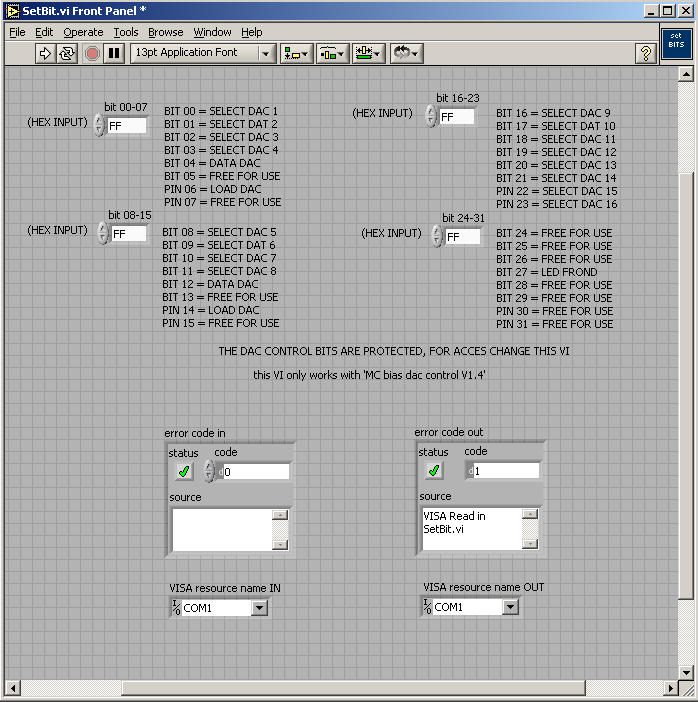 SetBit.vi Front Panel *
File Edit Operate Tools Browse Window Help
set
BITS
13pt Application Font
?
bit 00-07
(HEX INPUT)
FF
BIT 00 = SELECT DAC 1
BIT 01 = SELECT DAT 2
BIT 02 = SELECT DAC 3
BIT 03 = SELECT DAC 4
BIT 04 = DATA DAC
BIT 05 = FREE FOR USE
PIN 06 = LOAD DAC
PIN 07 = FREE FOR USE
bit 16-23
(HEX INPUT)
FF
BIT 16 = SELECT DAC 9
BIT 17 = SELECT DAT 10
BIT 18 = SELECT DAC 11
BIT 19 = SELECT DAC 12
BIT 20 = SELECT DAC 13
BIT 21 = SELECT DAC 14
PIN 22 = SELECT DAC 15
PIN 23 = SELECT DAC 16
bit 08-15
(HEX INPUT)
FF
BIT 08 = SELECT DAC 5
BIT 09 = SELECT DAT 6
BIT 10 = SELECT DAC 7
BIT 11 = SELECT DAC 8
BIT 12 = DATA DAC
BIT 13 = FREE FOR USE
PIN 14 = LOAD DAC
PIN 15 = FREE FOR USE
bit 24-31
(HEX INPUT)
FF
BIT 24 = FREE FOR USE
BIT 25 = FREE FOR USE
BIT 26 = FREE FOR USE
BIT 27 = LED FROND
BIT 28 = FREE FOR USE
BIT 29 = FREE FOR USE
PIN 30 = FREE FOR USE
PIN 31 = FREE FOR USE
THE DAC CONTROL BITS ARE PROTECTED, FOR ACCES CHANGE THIS VI
this VI only works with 'MC bias dac control V1.4'
error code in
status code
d0
source
error code out
status code
d1
source
VISA Read in
SetBit.vi
VISA resource name IN
I/0 COM1
VISA resource name OUT
I/0 COM1